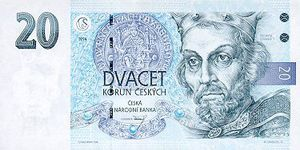 20
1994
DVACET
KORUN ČESKÝCH
ČESKÁ
NÁRODNÍ BANKA
20